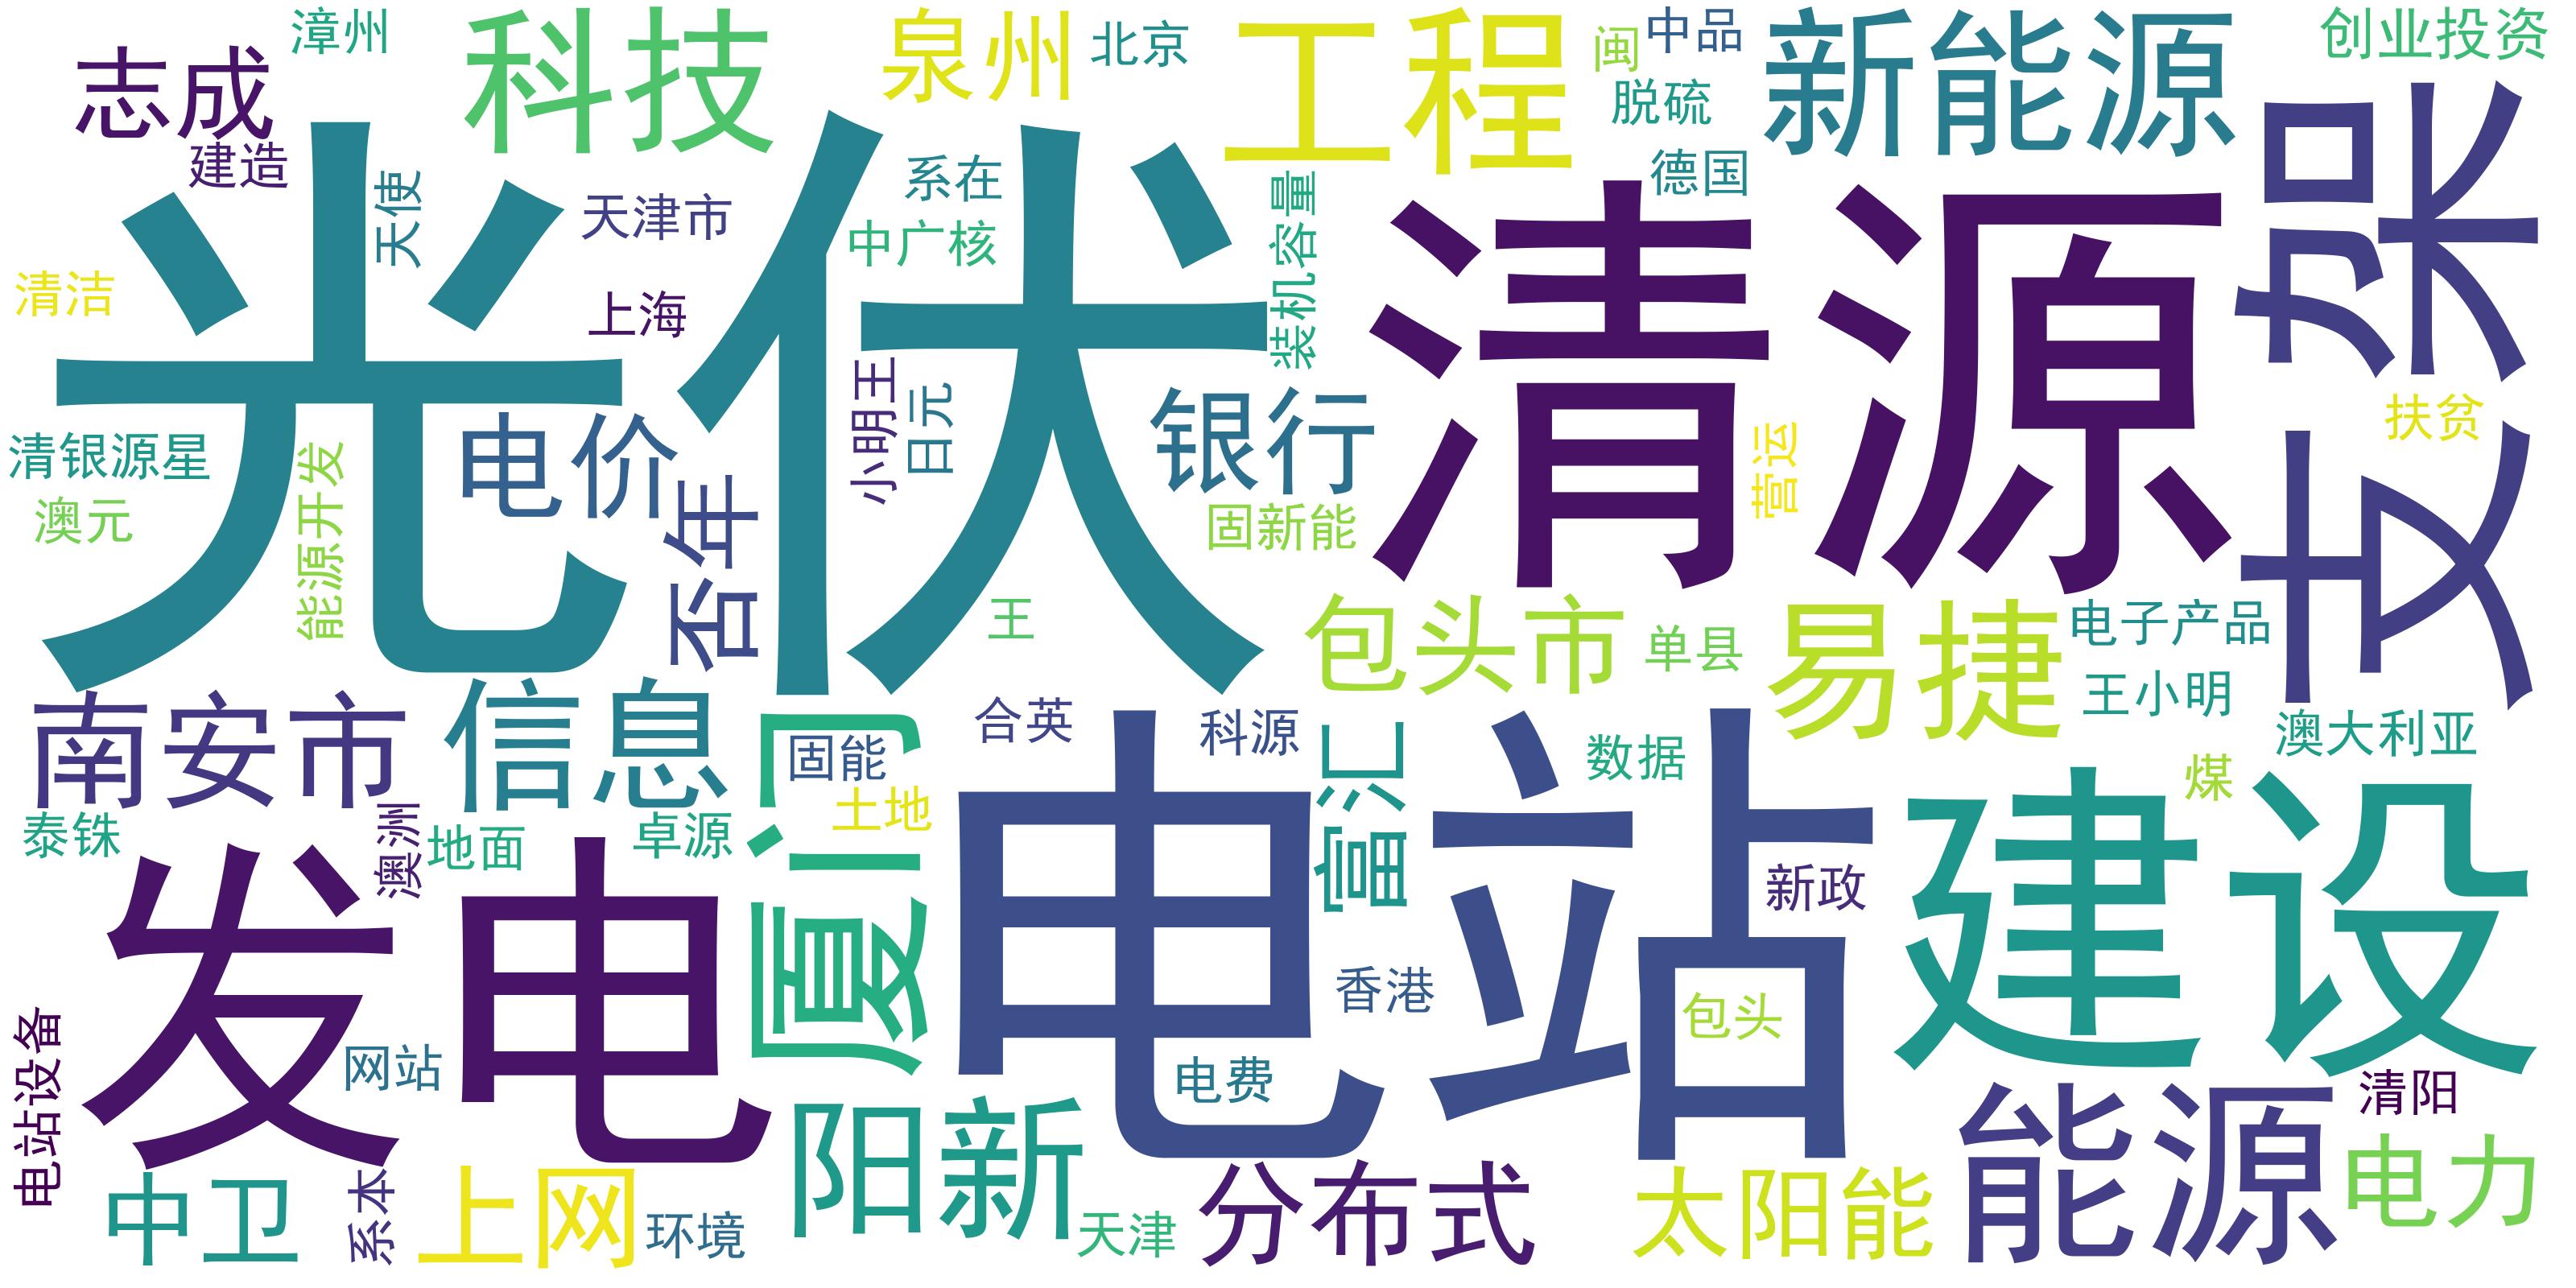 漳州
科技
泉州
北京
工程
闽
中品
新能源
创业投资
志成
建造
天使
光伏
天津市
系在
中广核
脱硫
德国
装机容量
清源
支架
清洁
上海
小明王
日元
银行
电价
否年
清银源星
澳元
能源开发
固新能
营运
扶贫
王
包头市
单县
易捷
电子产品
王小明
澳大利亚
南安市
信息
厦门
固能
合英
科源
富汇
数据
煤
土地
泰铢
澳洲
地面
卓源
发电
电站
新政
建设
香港
包头
电站设备
网站
电费
清阳
阳新
能源
中卫
系本
上网
环境
天津
分布式
太阳能
电力